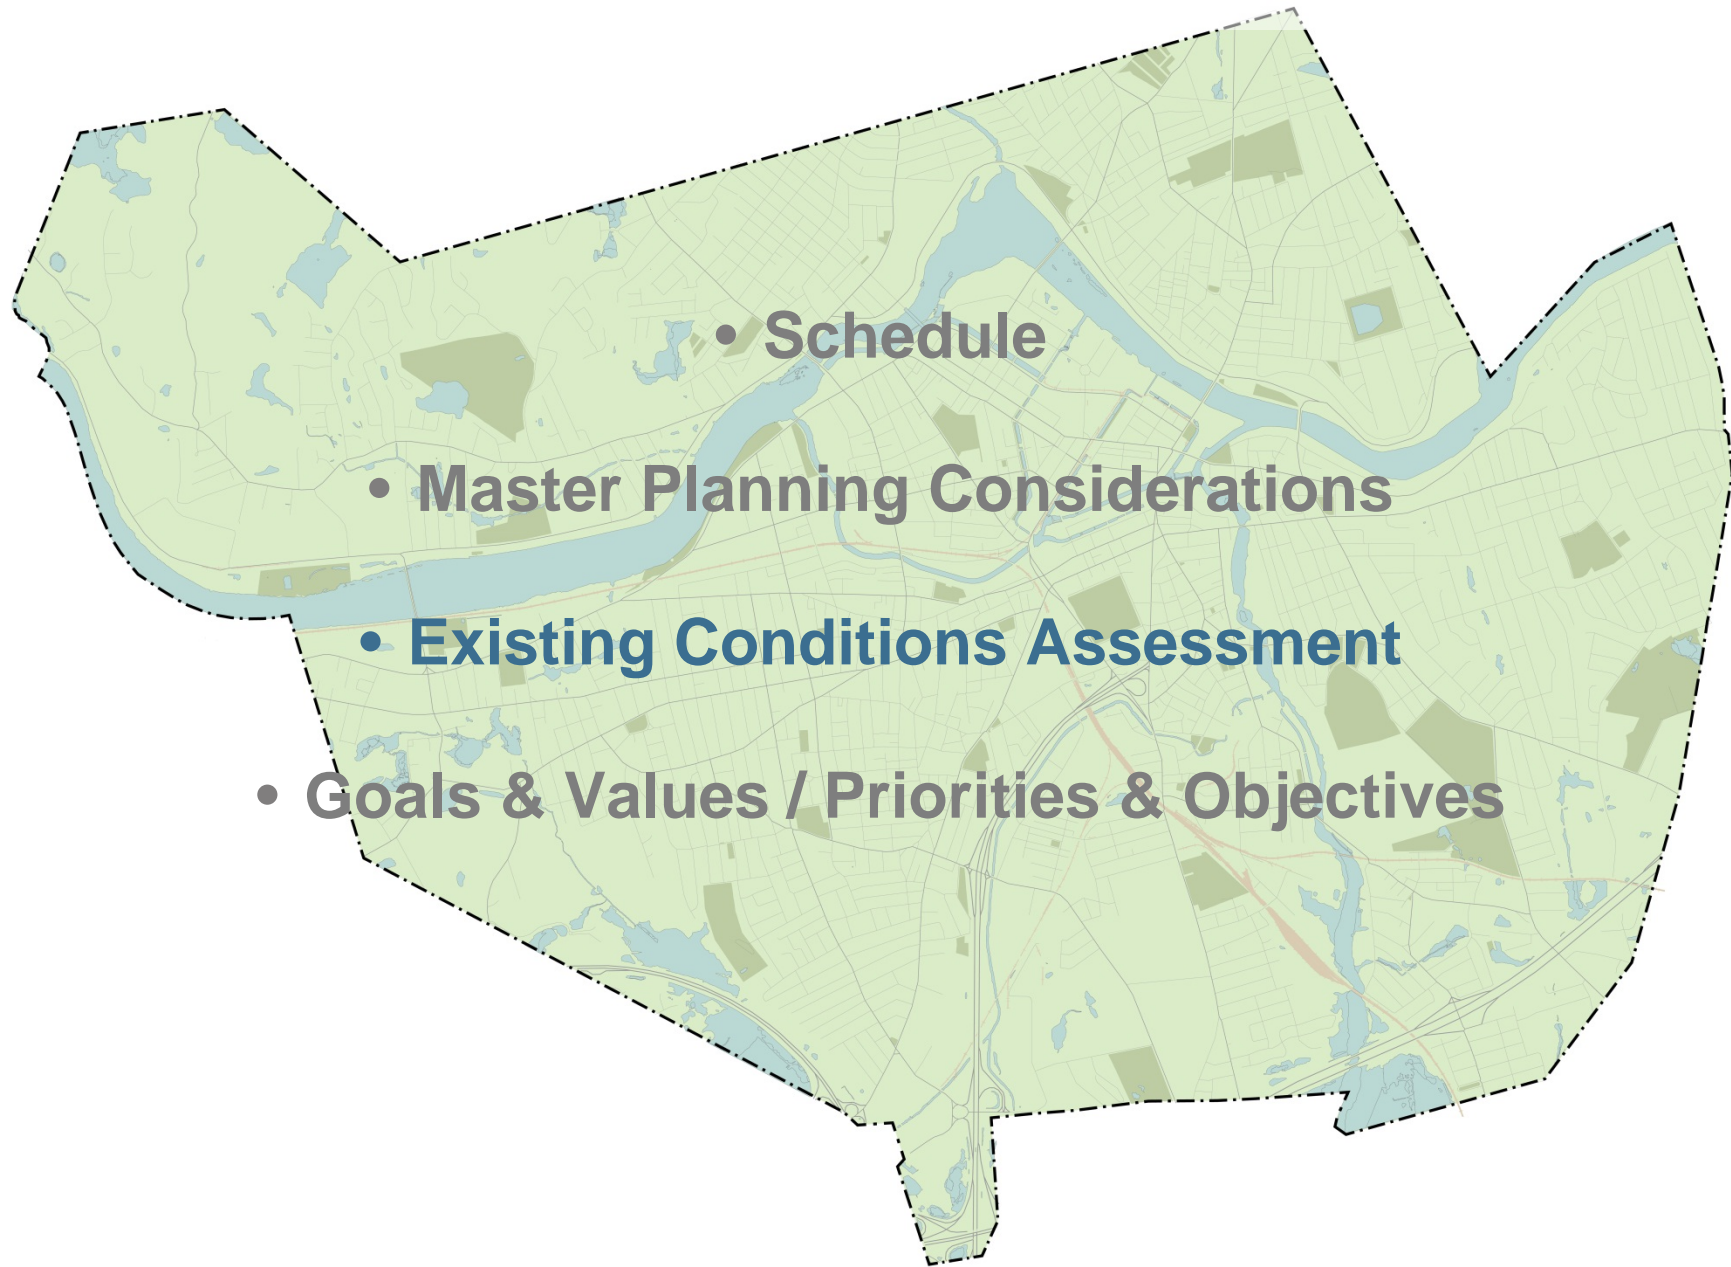 • Schedule
• Master Planning Considerations
• Existing Conditions Assessment
• Goals & Values / Priorities & Objectives